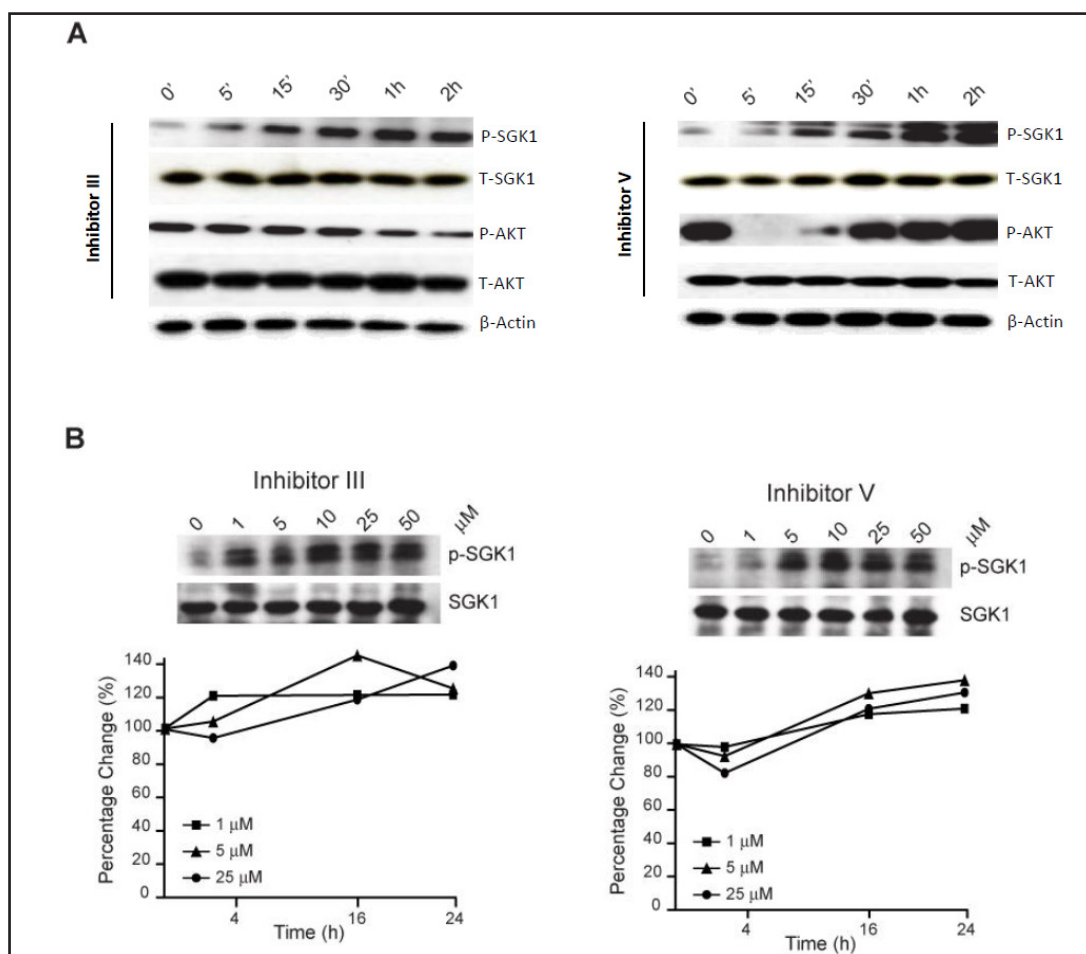 A
0' 5' 15' 30' 1h 2h
Inhibitor III
P-SGK1
T-SGK1
P-AKT
T-AKT
β-Actin
0' 5' 15' 30' 1h 2h
Inhibitor V
P-SGK1
T-SGK1
P-AKT
T-AKT
β-Actin
B
Inhibitor III
0 1 5 10 25 50 μM
p-SGK1
SGK1
Percentage Change (%)
140
120
100
80
60
40
20
0
1 μM
5 μM
25 μM
4 16 24
Time (h)
Inhibitor V
0 1 5 10 25 50 μM
p-SGK1
SGK1
Percentage Change (%)
140
120
100
80
60
40
20
0
1 μM
5 μM
25 μM
4 16 24
Time (h)